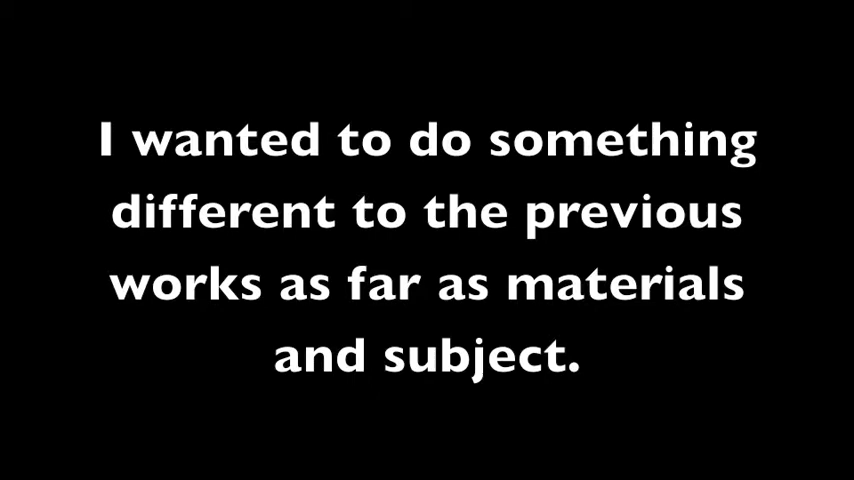 I wanted to do something
different to the previous
works as far as materials
and subject.